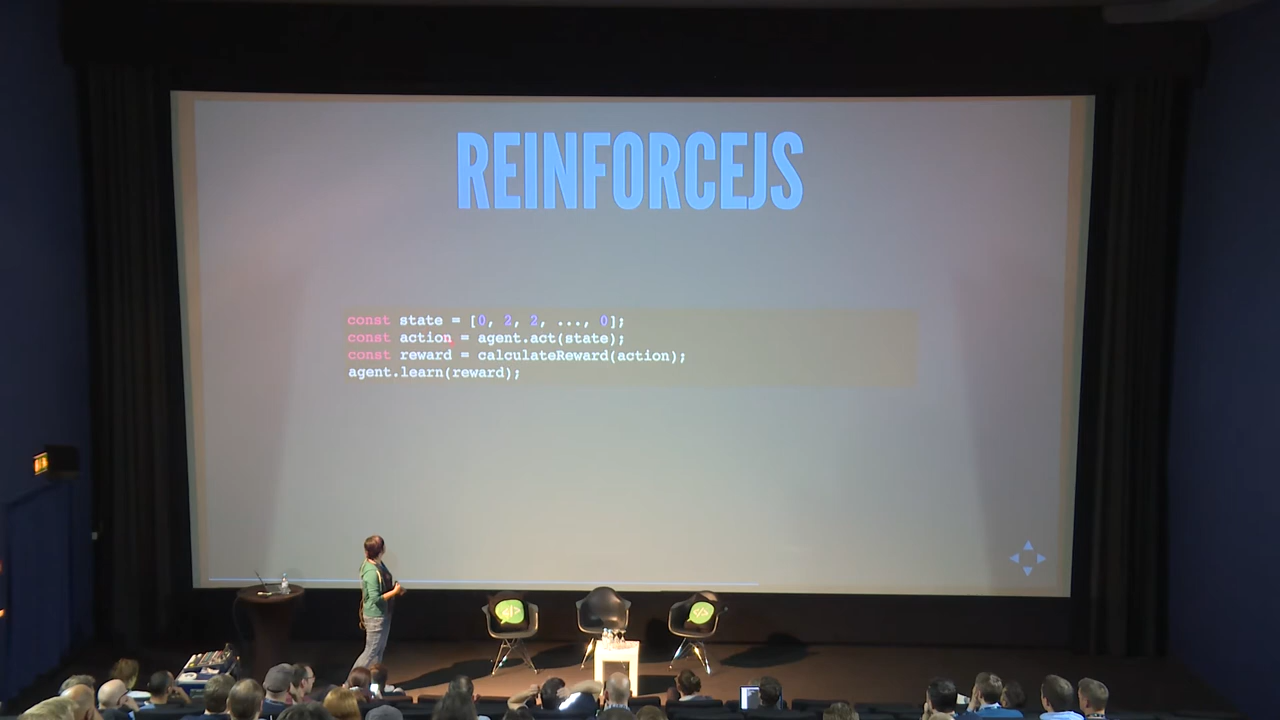 REINFORCEJS
const state = [0, 2, 2, ..., 0];
const action = agent.act(state);
const reward = calculateReward(action);
agent.learn(reward);
</>
</>